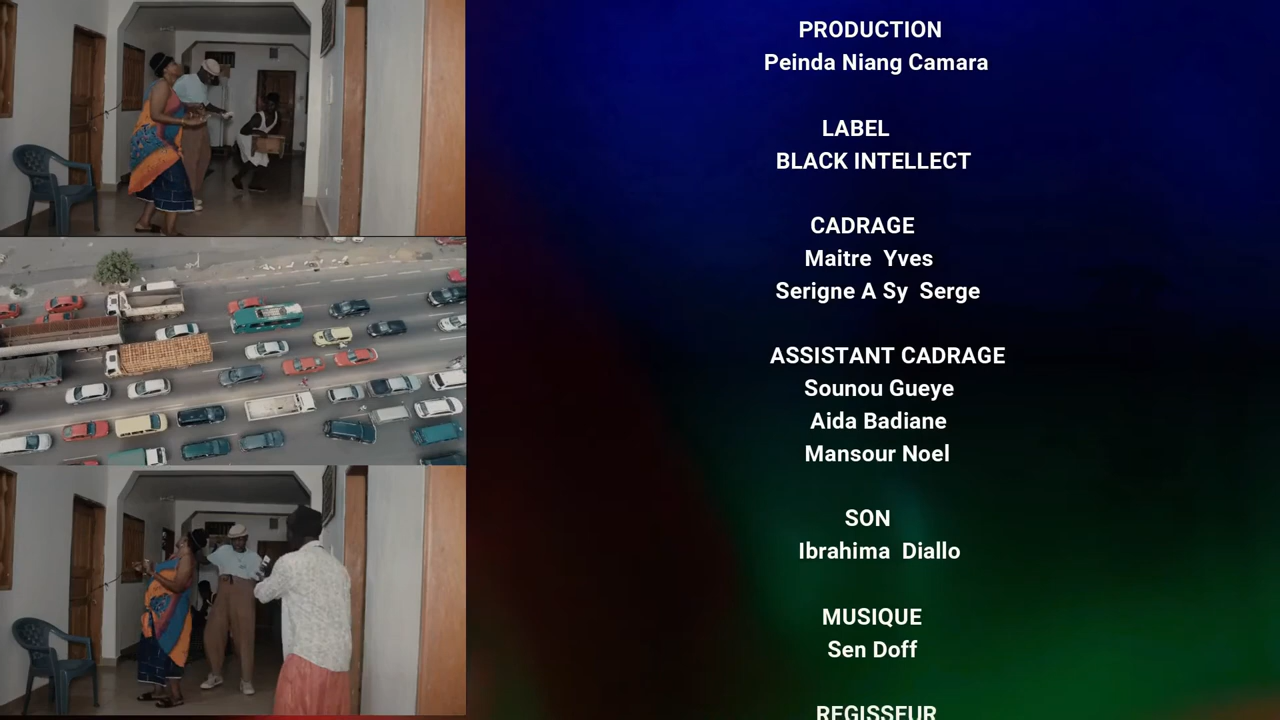 PRODUCTION
Peinda Niang Camara
LABEL
BLACK INTELLECT
CADRAGE
Maitre  Yves
Serigne A Sy  Serge
ASSISTANT CADRAGE
Sounou Gueye
Aida Badiane
Mansour Noel
SON
Ibrahima  Diallo
MUSIQUE
Sen Doff
REGISSEUR